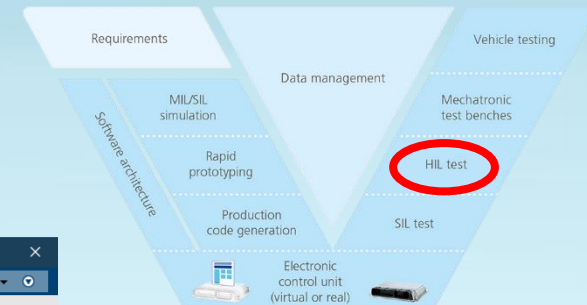 Requirements
Vehicle testing
Data management
MIL/SIL
simulation
Mechatronic
test benches
Software architecture
Rapid
prototyping
HIL test
Production
code generation
SIL test
Electronic
control unit
(virtual or real)